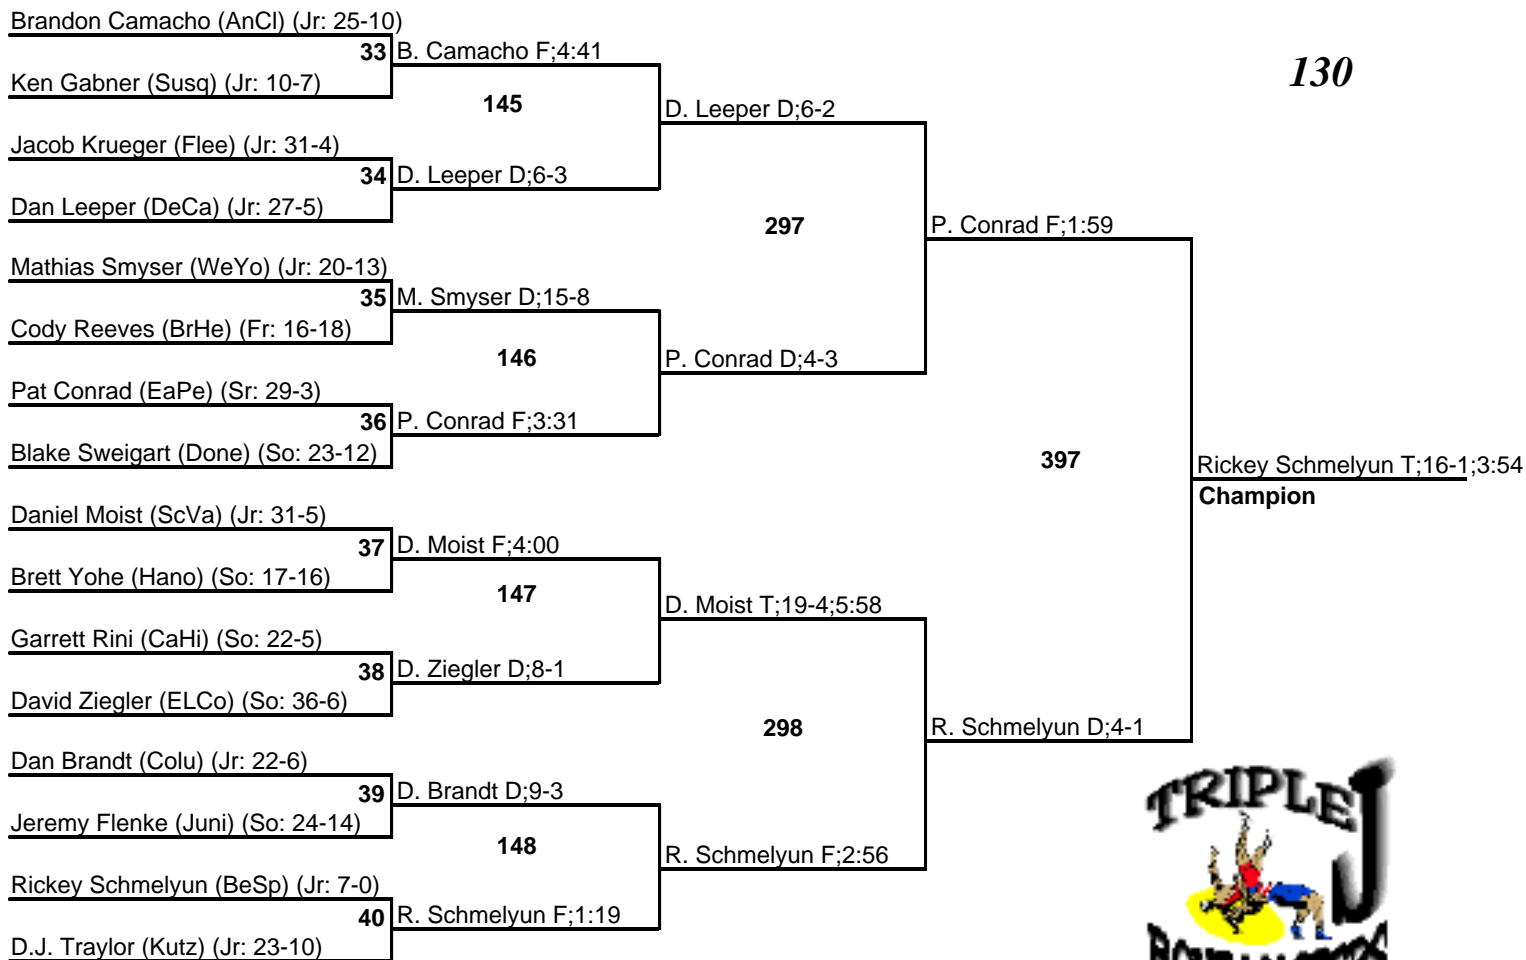 Brandon Camacho (AnCl) (Jr: 25-10)
33 B. Camacho F;4:41
Ken Gabner (Susq) (Jr: 10-7)
145
D. Leeper D;6-2
Jacob Krueger (Flee) (Jr: 31-4)
34 D. Leeper D;6-3
Dan Leeper (DeCa) (Jr: 27-5)
297
P. Conrad F;1:59
Mathias Smyser (WeYo) (Jr: 20-13)
35 M. Smyser D;15-8
Cody Reeves (BrHe) (Fr: 16-18)
146
P. Conrad D;4-3
Pat Conrad (EaPe) (Sr: 29-3)
36 P. Conrad F;3:31
Blake Sweigart (Done) (So: 23-12)
397
Rickey Schmelyun T;16-1;3:54
Champion
Daniel Moist (ScVa) (Jr: 31-5)
37 D. Moist F;4:00
Brett Yohe (Hano) (So: 17-16)
147
D. Moist T;19-4;5:58
Garrett Rini (CaHi) (So: 22-5)
38 D. Ziegler D;8-1
David Ziegler (ELCo) (So: 36-6)
298
R. Schmelyun D;4-1
Dan Brandt (Colu) (Jr: 22-6)
39 D. Brandt D;9-3
Jeremy Flenke (Juni) (So: 24-14)
148
R. Schmelyun F;2:56
Rickey Schmelyun (BeSp) (Jr: 7-0)
40 R. Schmelyun F;1:19
D.J. Traylor (Kutz) (Jr: 23-10)
130
TRIPLE J